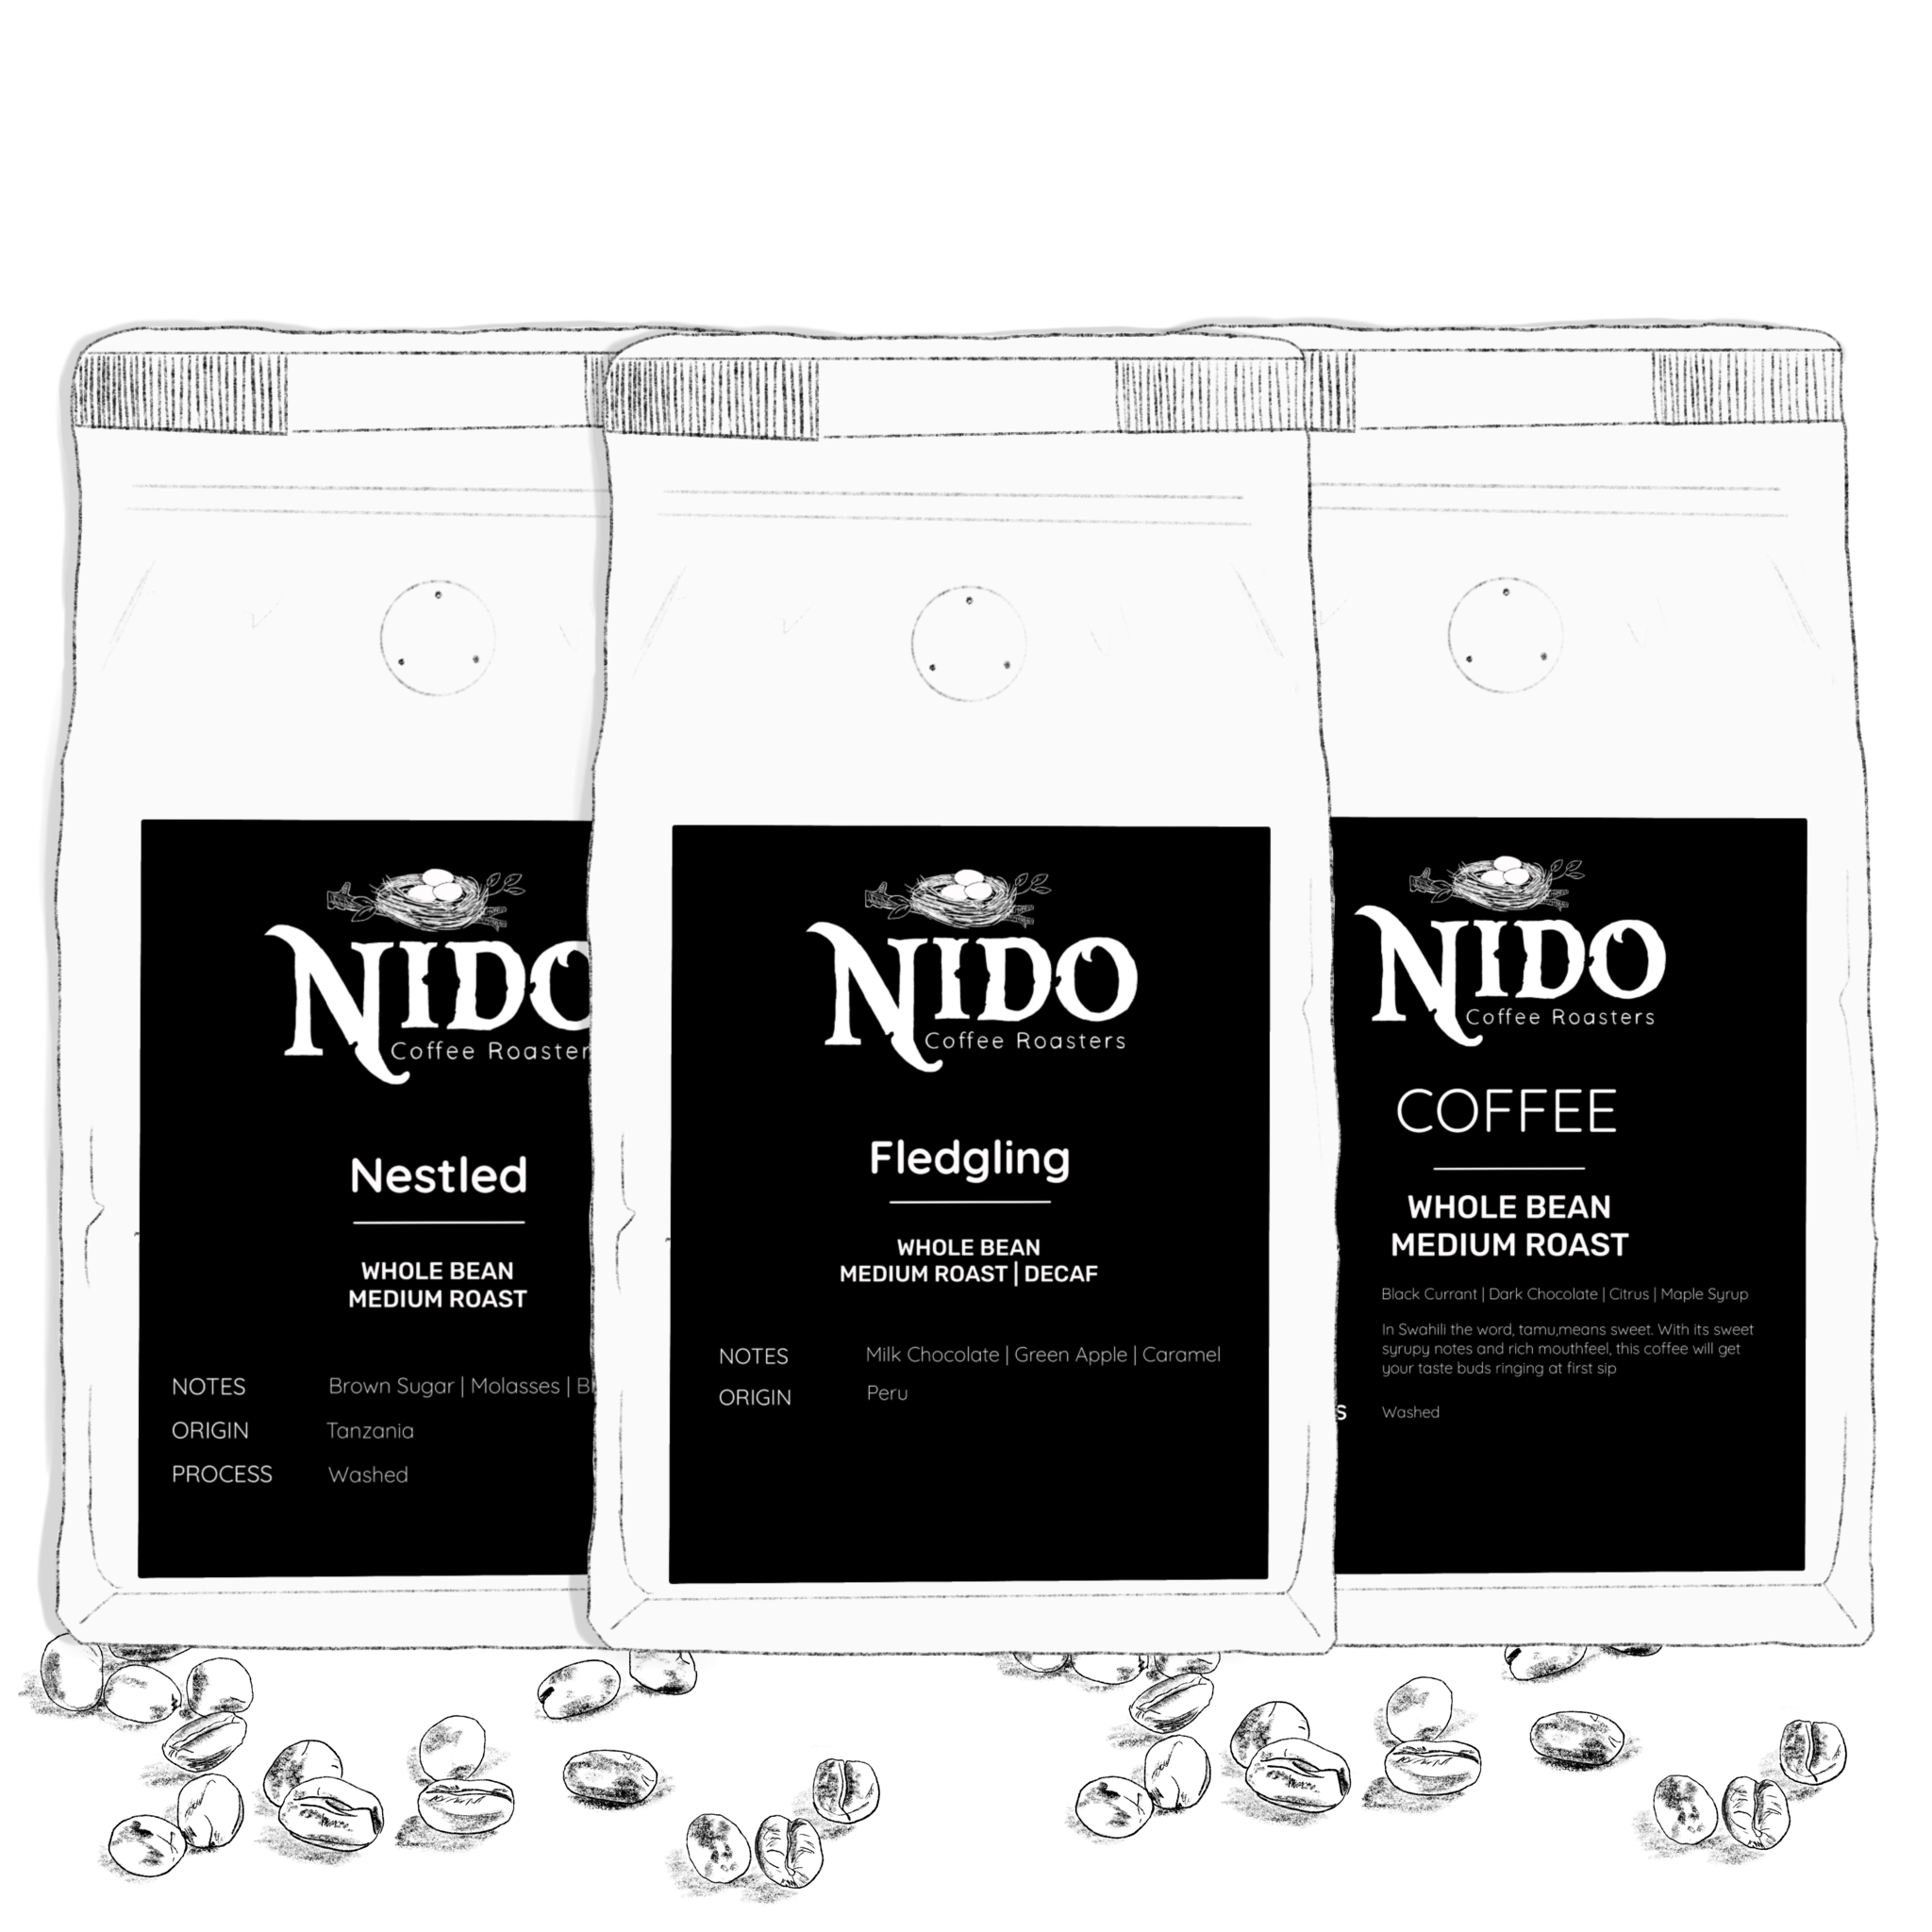 NIDO
Coffee Roaster
Nestled
WHOLE BEAN
MEDIUM ROAST
NOTES Brown Sugar | Molasses |
ORIGIN Tanzania
PROCESS Washed
NIDO
Coffee Roasters
Fledgling
WHOLE BEAN
MEDIUM ROAST | DECAF
NOTES Milk Chocolate | Green Apple | Caramel
ORIGIN Peru
NIDO
Coffee Roasters
COFFEE
WHOLE BEAN
MEDIUM ROAST
Black Currant | Dark Chocolate | Citrus | Maple Syrup
In Swahili the word, tamu,means sweet. With its sweet
syrupy notes and rich mouthfeel, this coffee will get
your taste buds ringing at first sip
S Washed